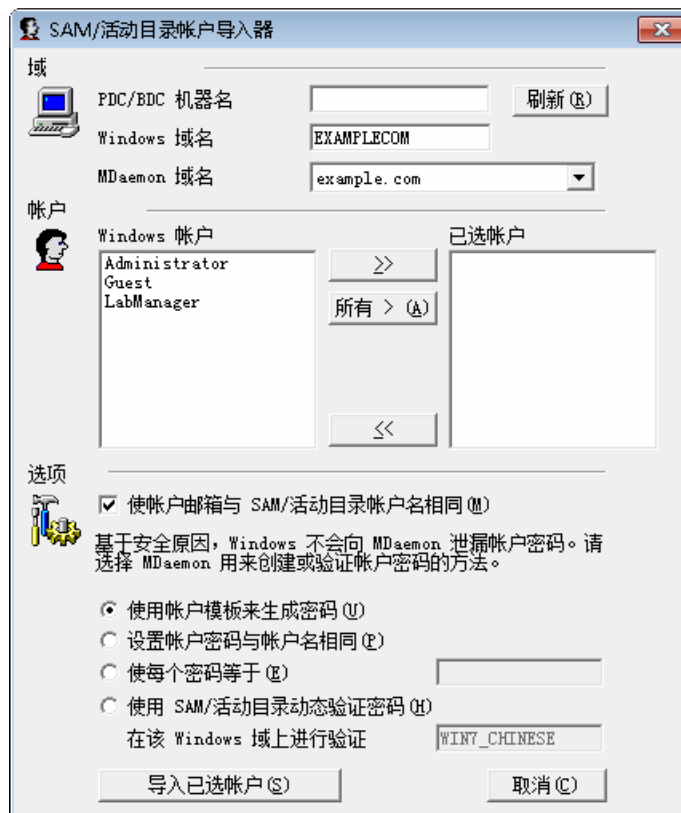 SAM/活动目录帐户导入器
域
PDC/BDC 机器名
刷新(R)
Windows 域名
EXAMPLECOM
MDaemon 域名
example.com
帐户
Windows 帐户
已选帐户
Administrator
Guest
LabManager
>>
所有 > (A)
<<
选项
使帐户邮箱与 SAM/活动目录帐户名相同(M)
基于安全原因，Windows 不会向 MDaemon 泄漏帐户密码。请
选择 MDaemon 用来创建或验证帐户密码的方法。
使用帐户模板来生成密码(U)
设置帐户密码与帐户名相同(P)
使每个密码等于(E)
使用 SAM/活动目录动态验证密码(H)
在该 Windows 域上进行验证
WIN7_CHINESE
导入已选帐户(S)
取消(C)